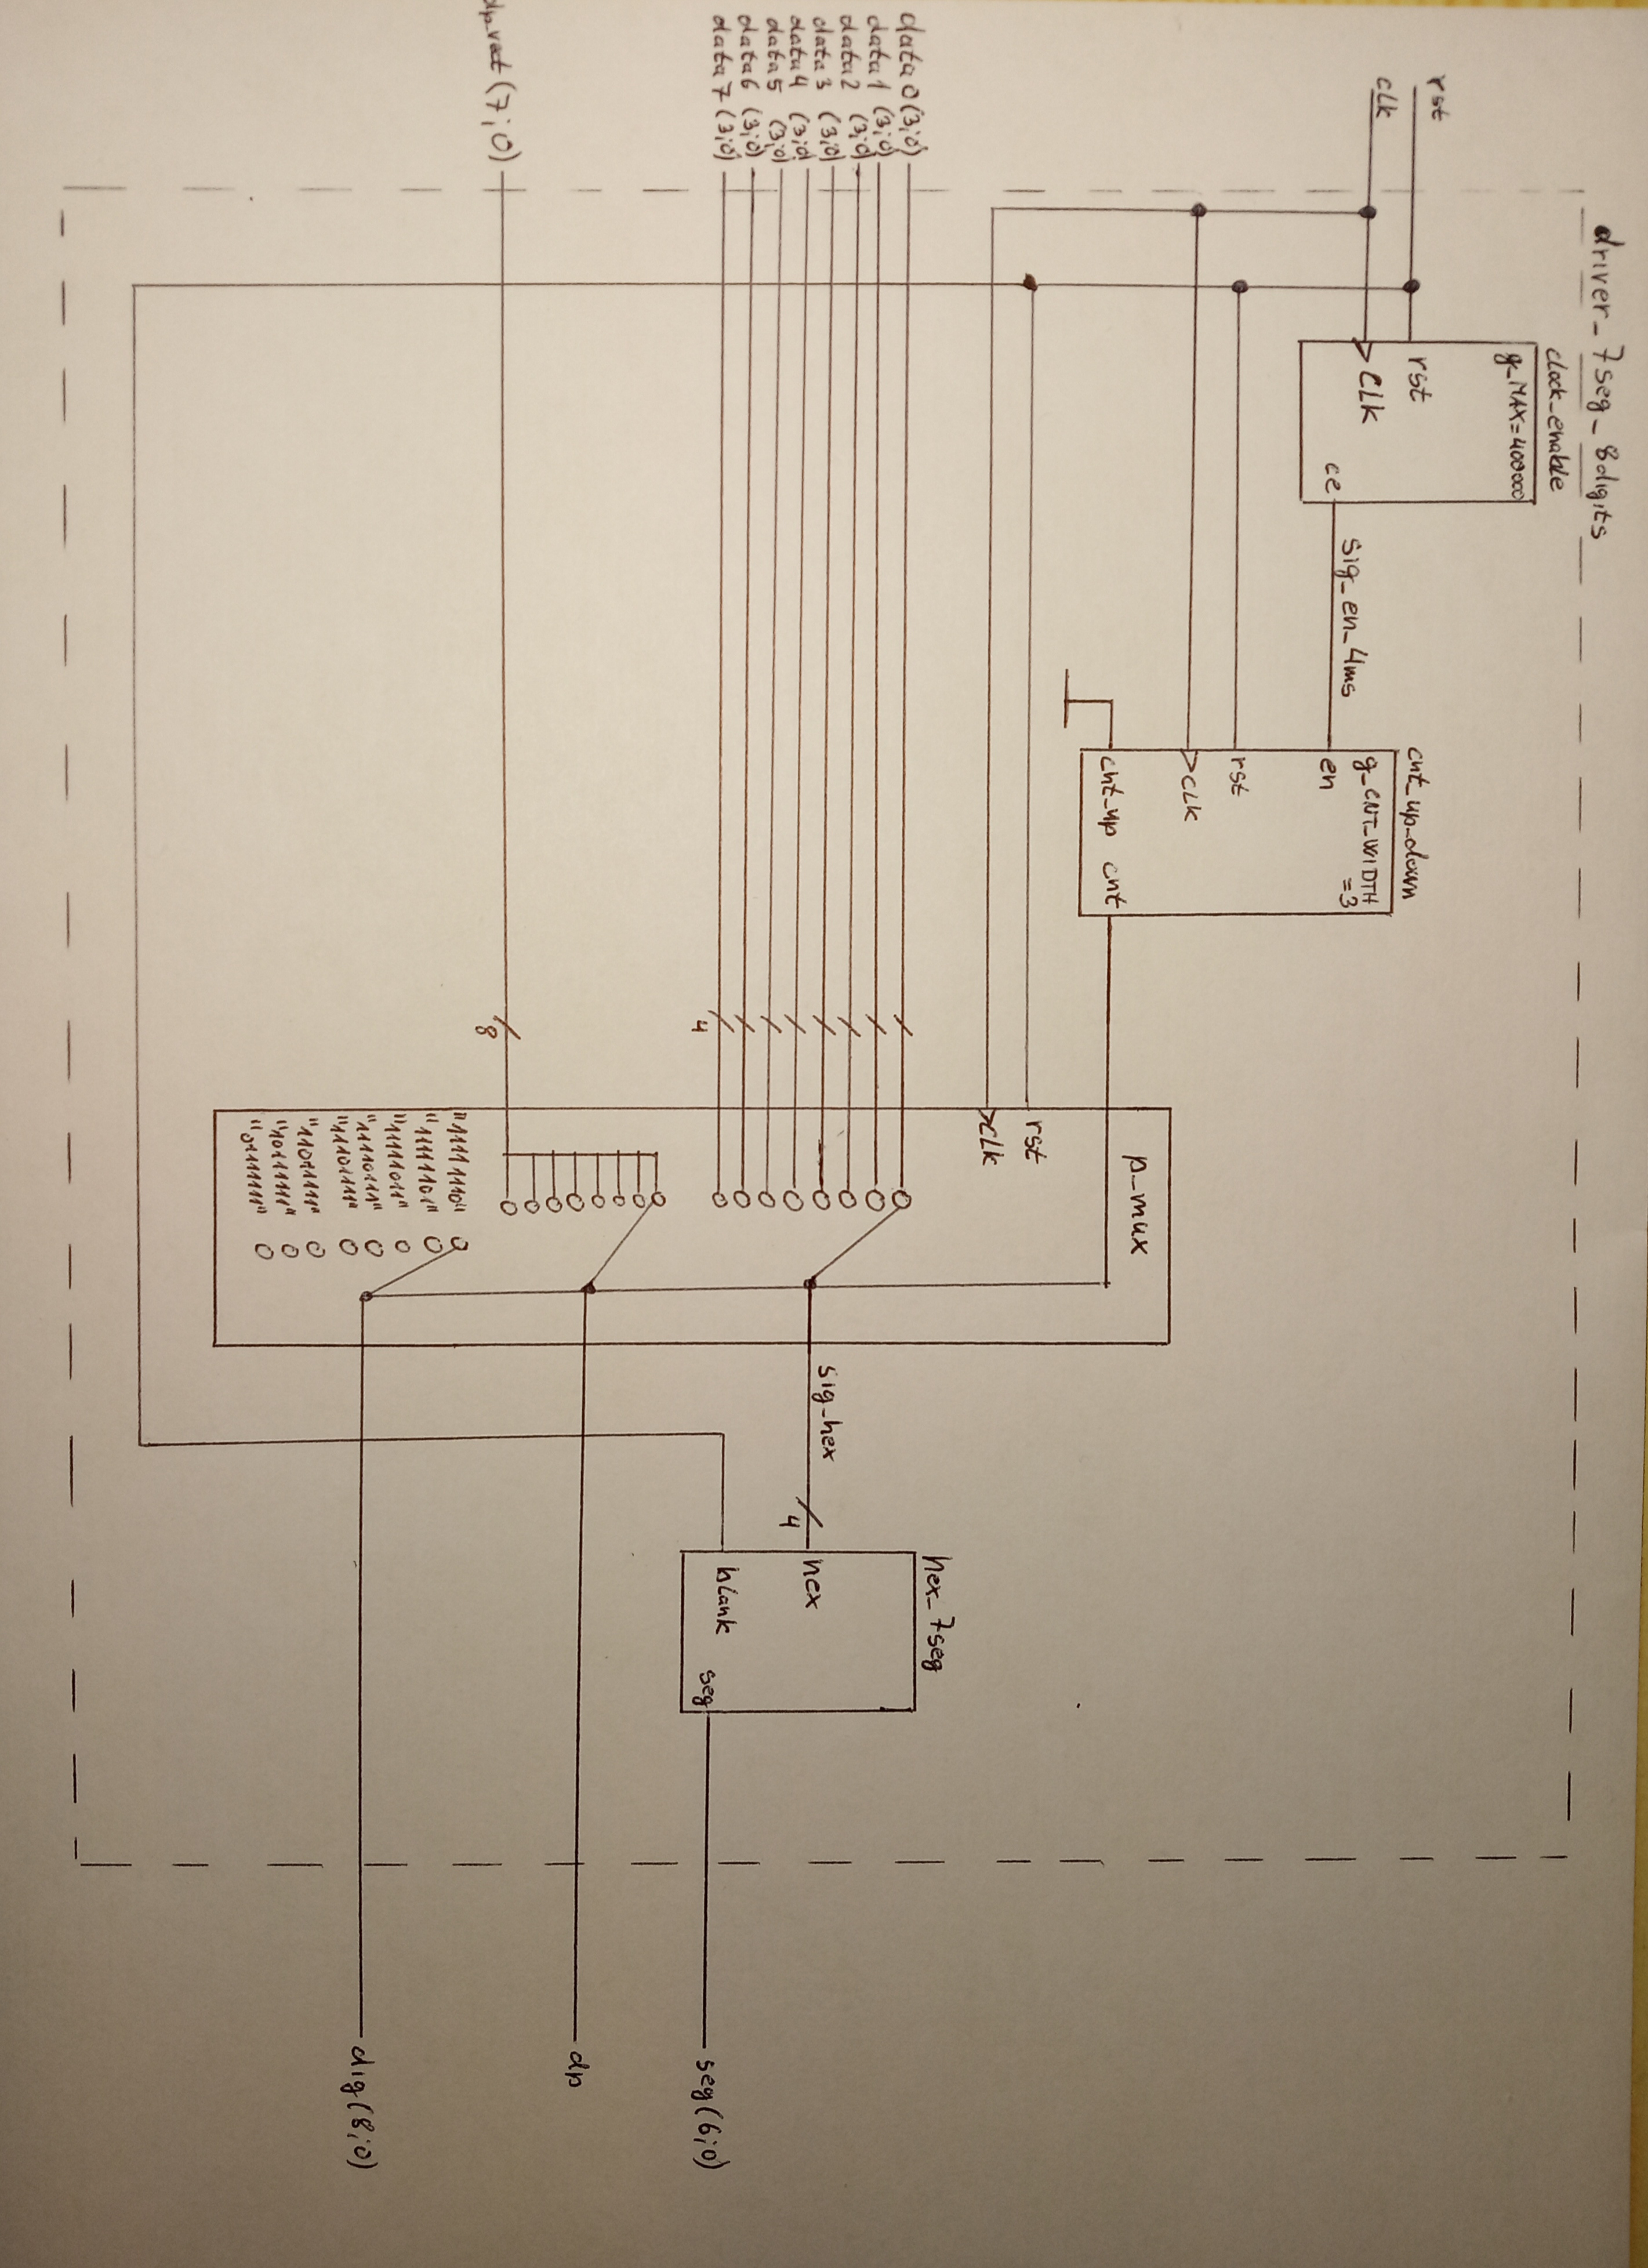 driver_7seg_8digits
rst
clk
clock_enable
g_MAX=400000
rst
CLK
ce
sig_en_4ms
cnt_up_down
g_CNT_WIDTH
=3
en
rst
CLK
cnt_up cnt
data0(3;0)
data1(3;0)
data2(3;0)
data3(3;0)
data4(3;0
data5(3;0)
data6(3;0)
data7(3;0)
4
dp_vect(7;0)
8
p_mux
rst
CLK
"11111110"
"11111101"
"11111011"
"11110111"
"11101111"
"11011111"
"10111111"
"01111111"
sig_hex
4
hex_7seg
hex
blank
seg
seg(6;0)
dp
dig(8;0)